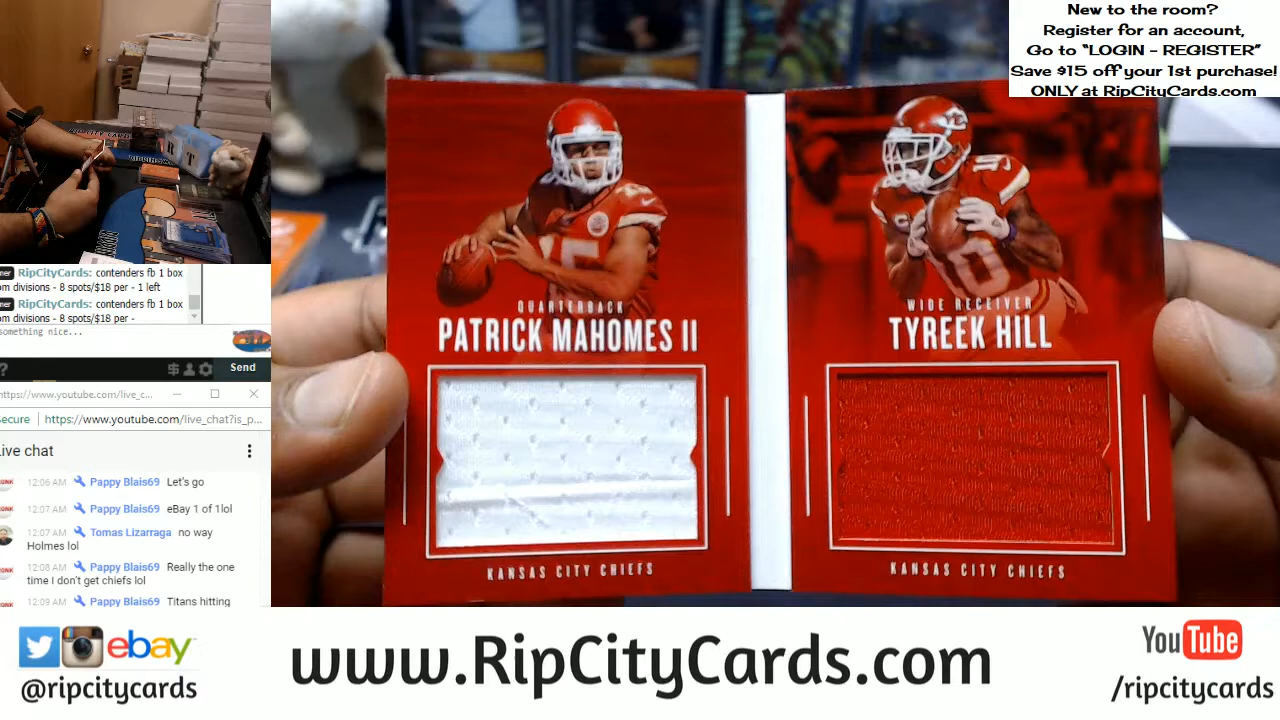 New to the room?
Register for an account,
Go to “LOGIN - REGISTER”
Save $15 off your 1st purchase!
ONLY at RipCityCards.com
QUARTERBACK
PATRICK MAHOMES II
KANSAS CITY CHIEFS
WIDE RECEIVER
TYREEK HILL
KANSAS CITY CHIEFS
15
10
10
RipCityCards: contenders fb 1 box
divisions - 8 spots/$18 per - 1 left
RipCityCards: contenders fb 1 box
divisions - 8 spots/$18 per -
something nice...
Send
https://www.youtube.com/live_c...
https://www.youtube.com/live_chat?is_p...
Live chat
12:06 AM Pappy Blais69 Let's go
12:07 AM Pappy Blais69 eBay 1 of 1lol
12:07 AM Tomas Lizarraga no way
Holmes lol
12:08 AM Pappy Blais69 Really the one
time I don't get chiefs lol
12:09 AM Pappy Blais69 Titans hitting
ebay
@ripcitycards
www.RipCityCards.com
YouTube
/ripcitycards